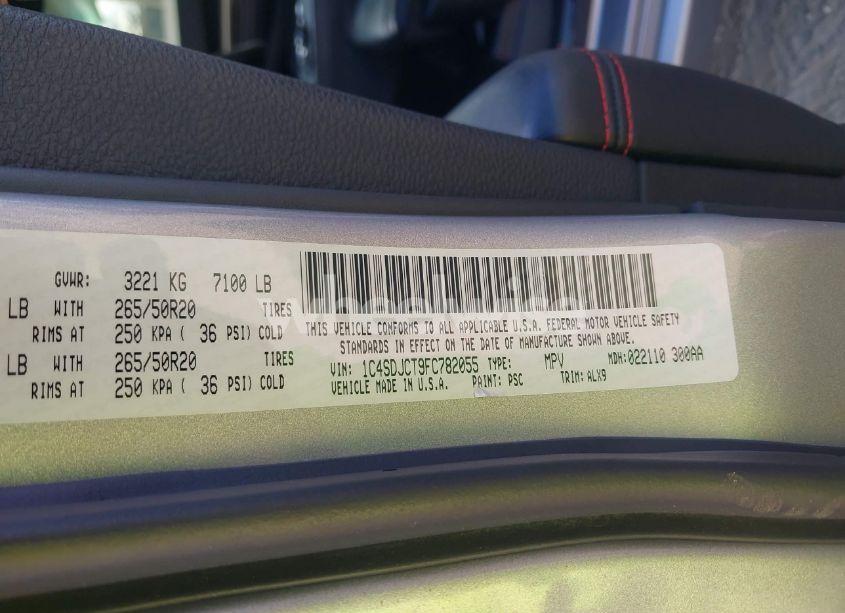 GVWR: 3221 KG 7100 LB
LB WITH 265/50R20 TIRES
RIMS AT 250 KPA ( 36 PSI) COLD
LB WITH 265/50R20 TIRES
RIMS AT 250 KPA ( 36 PSI) COLD
THIS VEHICLE CONFORMS TO ALL APPLICABLE U.S.A. FEDERAL MOTOR VEHICLE SAFETY
STANDARDS IN EFFECT ON THE DATE OF MANUFACTURE SHOWN ABOVE.
VIN: 1C4SDJCT9FC782055 TYPE: MPV MDH:022110 300AA
VEHICLE MADE IN U.S.A. PAINT: PSC TRIM: ALX9